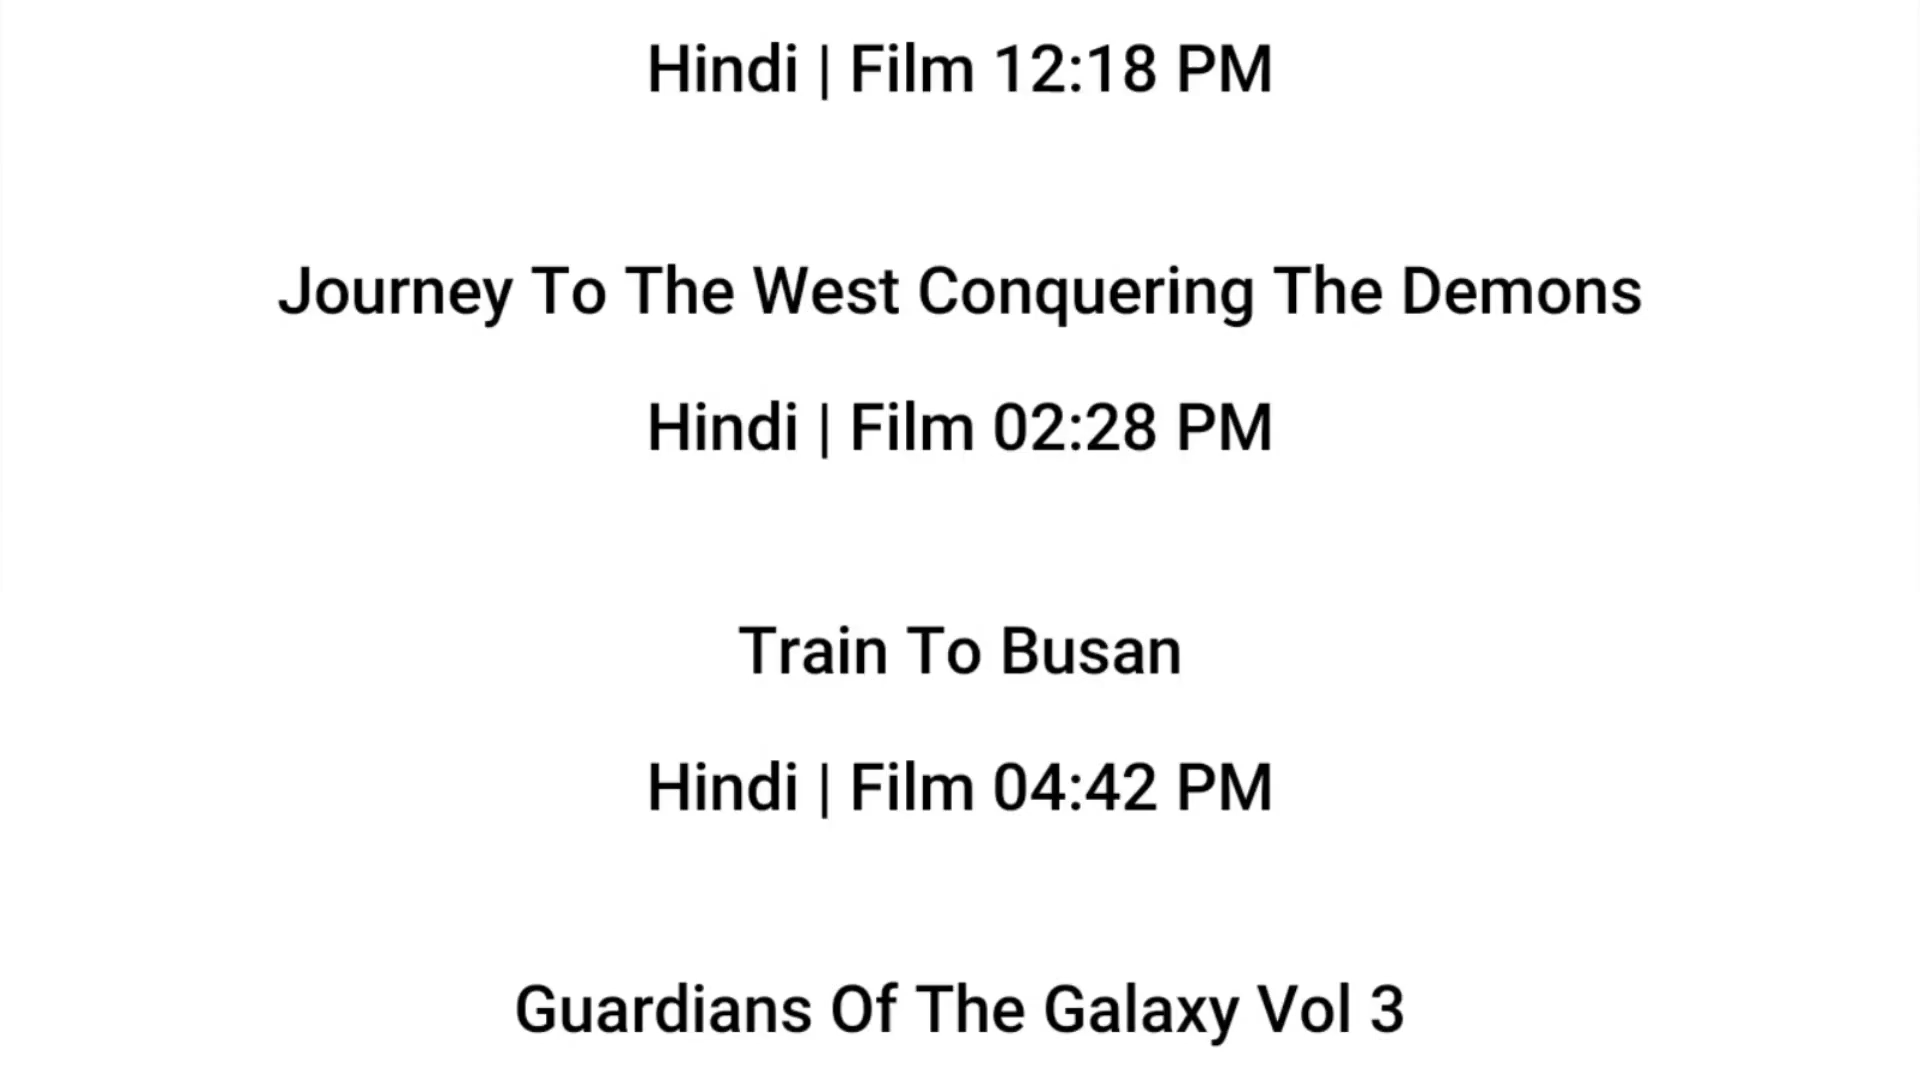 Hindi | Film 12:18 PM
Journey To The West Conquering The Demons
Hindi | Film 02:28 PM
Train To Busan
Hindi | Film 04:42 PM
Guardians Of The Galaxy Vol 3